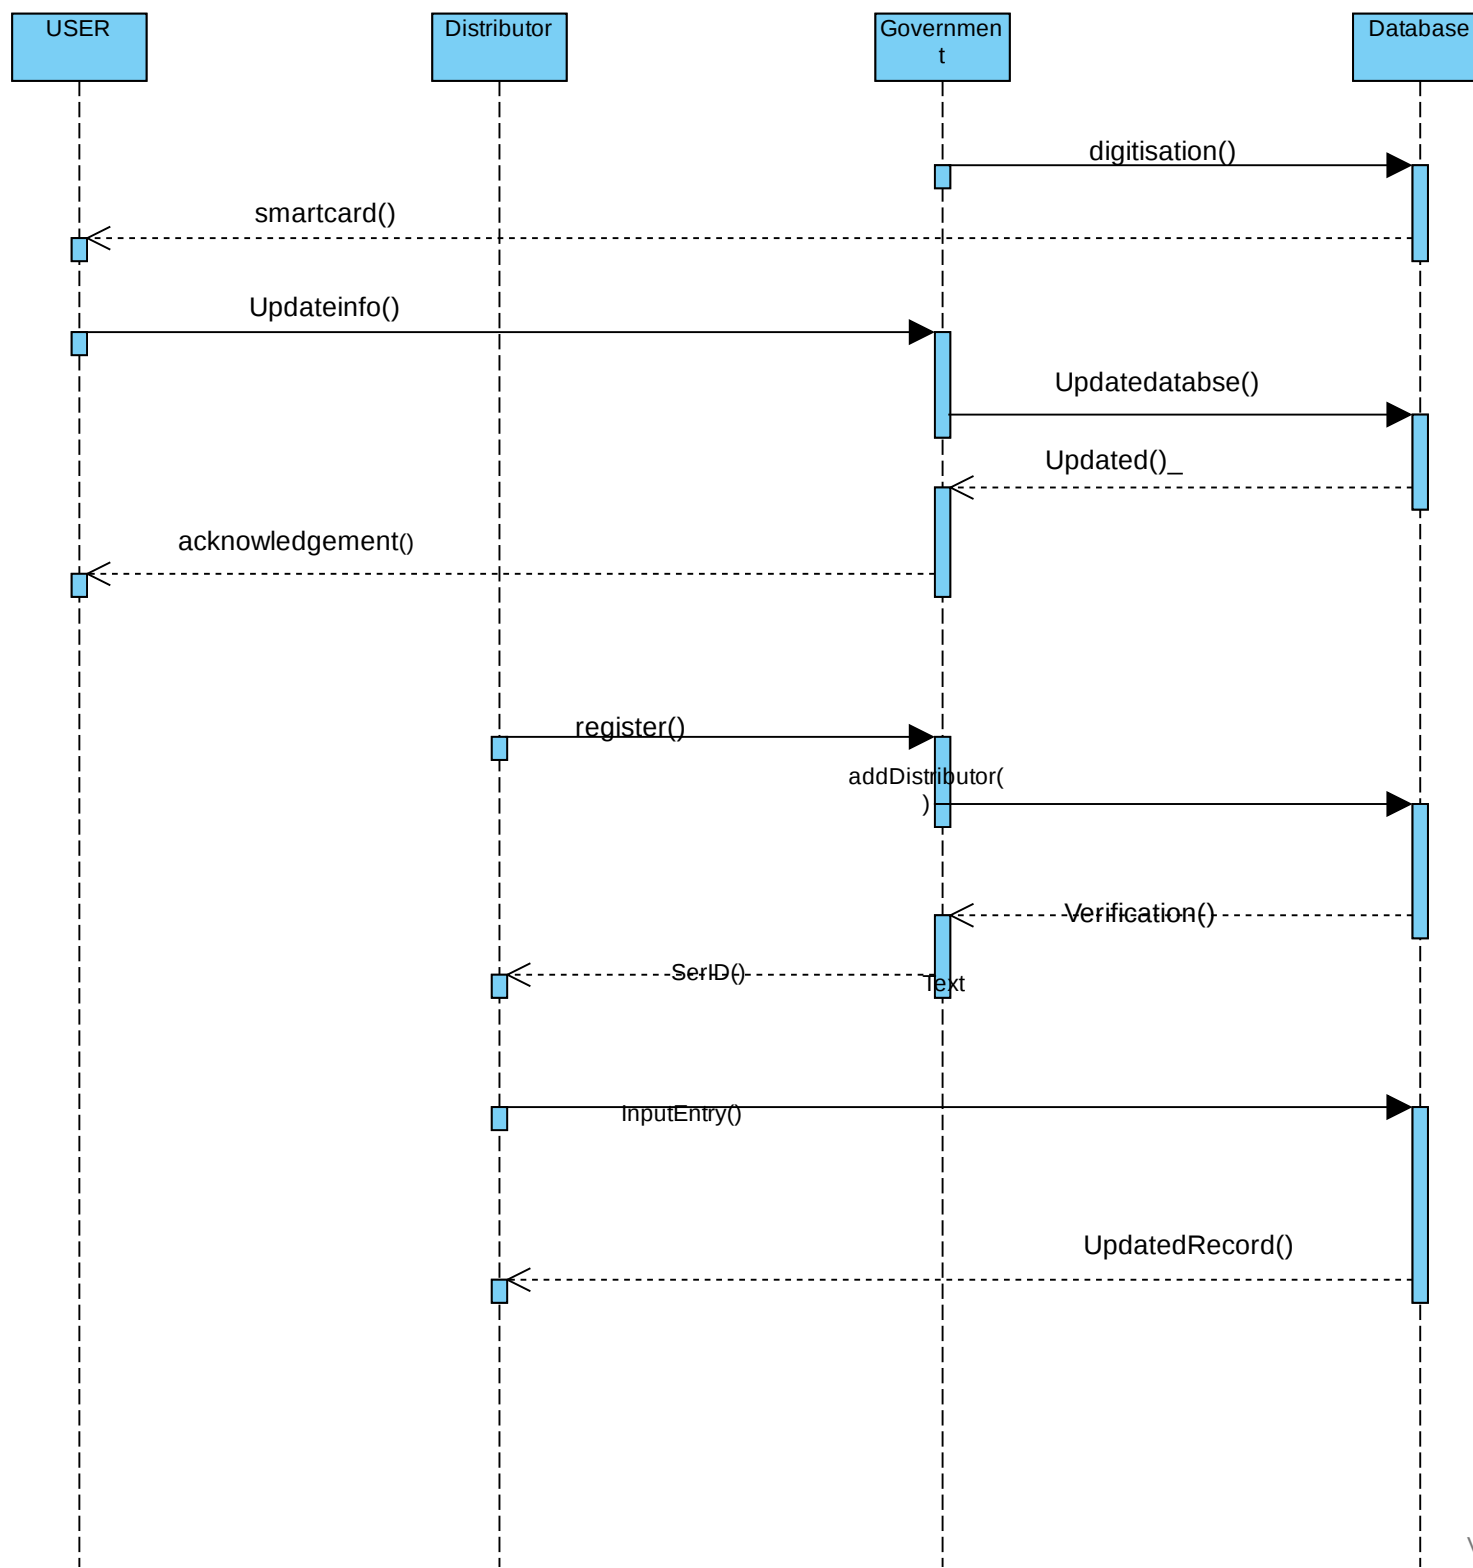 USER
Distributor
Governmen
t
Database
digitisation()
smartcard()
Updateinfo()
Updatedatabse()
Updated()_
acknowledgement()
register()
addDistributor(
)
Verification()
SerID()
Text
InputEntry()
UpdatedRecord()